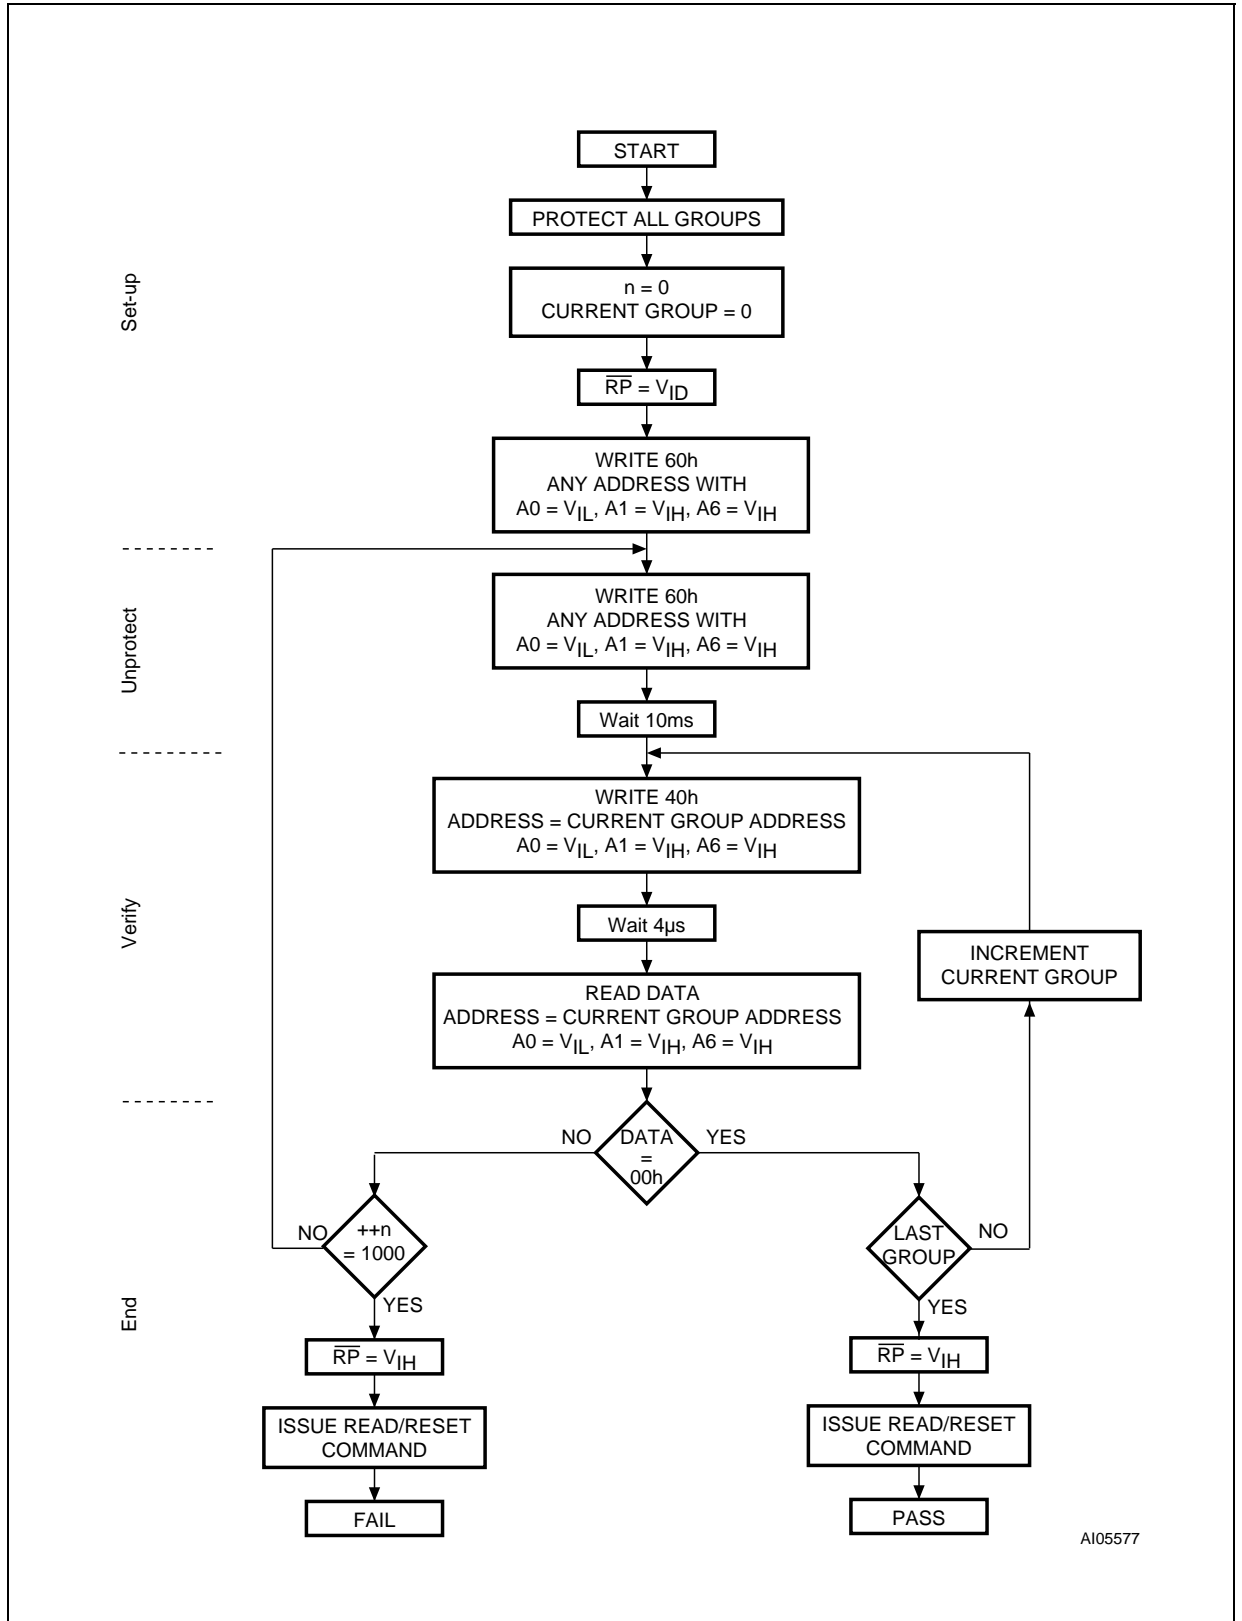 START
PROTECT ALL GROUPS
Set-up
n = 0
CURRENT GROUP = 0
R̅P̅ = VID
WRITE 60h
ANY ADDRESS WITH
A0 = VIL, A1 = VIH, A6 = VIH
Unprotect
WRITE 60h
ANY ADDRESS WITH
A0 = VIL, A1 = VIH, A6 = VIH
Wait 10ms
Verify
WRITE 40h
ADDRESS = CURRENT GROUP ADDRESS
A0 = VIL, A1 = VIH, A6 = VIH
Wait 4µs
INCREMENT
CURRENT GROUP
READ DATA
ADDRESS = CURRENT GROUP ADDRESS
A0 = VIL, A1 = VIH, A6 = VIH
End
NO
DATA
=
00h
YES
NO
++n
= 1000
YES
LAST
GROUP
NO
YES
R̅P̅ = VIH
R̅P̅ = VIH
ISSUE READ/RESET
COMMAND
ISSUE READ/RESET
COMMAND
FAIL
PASS
AI05577